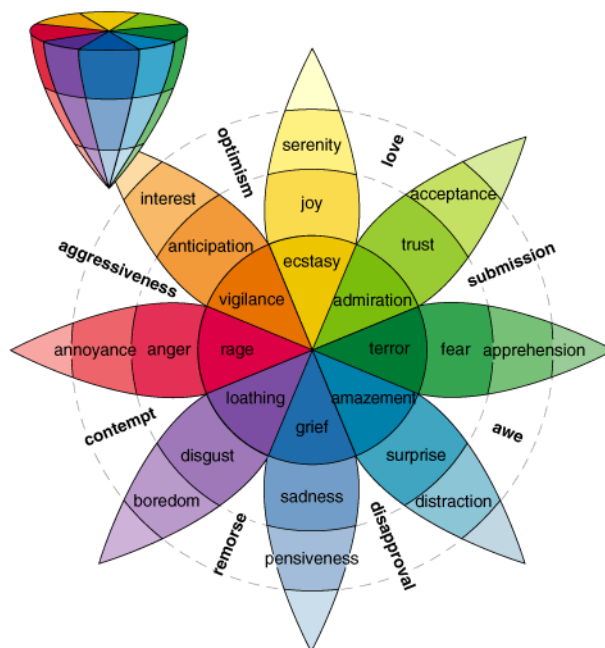 serenity
optimism
love
interest
acceptance
joy
anticipation
trust
ecstasy
aggressiveness
submission
vigilance
admiration
annoyance
anger
rage
terror
fear
apprehension
loathing
amazement
contempt
grief
awe
disgust
surprise
boredom
sadness
distraction
remorse
disapproval
pensiveness